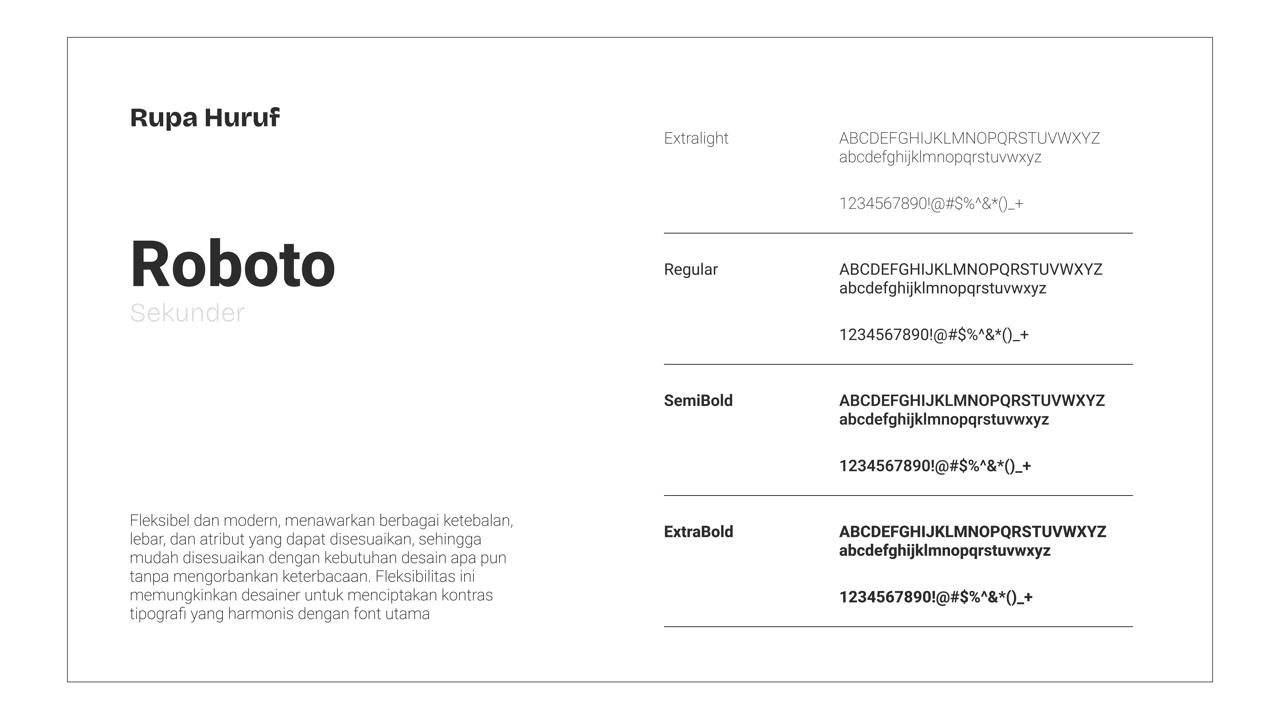 Rupa Huruf
Roboto
Sekunder
Fleksibel dan modern, menawarkan berbagai ketebalan,
lebar, dan atribut yang dapat disesuaikan, sehingga
mudah disesuaikan dengan kebutuhan desain apa pun
tanpa mengorbankan keterbacaan. Fleksibilitas ini
memungkinkan desainer untuk menciptakan kontras
tipografi yang harmonis dengan font utama
Extralight
ABCDEFGHIJKLMNOPQRSTUVWXYZ
abcdefghijklmnopqrstuvwxyz
1234567890!@#$%^&*()_+
Regular
ABCDEFGHIJKLMNOPQRSTUVWXYZ
abcdefghijklmnopqrstuvwxyz
1234567890!@#$%^&*()_+
SemiBold
ABCDEFGHIJKLMNOPQRSTUVWXYZ
abcdefghijklmnopqrstuvwxyz
1234567890!@#$%^&*()_+
ExtraBold
ABCDEFGHIJKLMNOPQRSTUVWXYZ
abcdefghijklmnopqrstuvwxyz
1234567890!@#$%^&*()_+